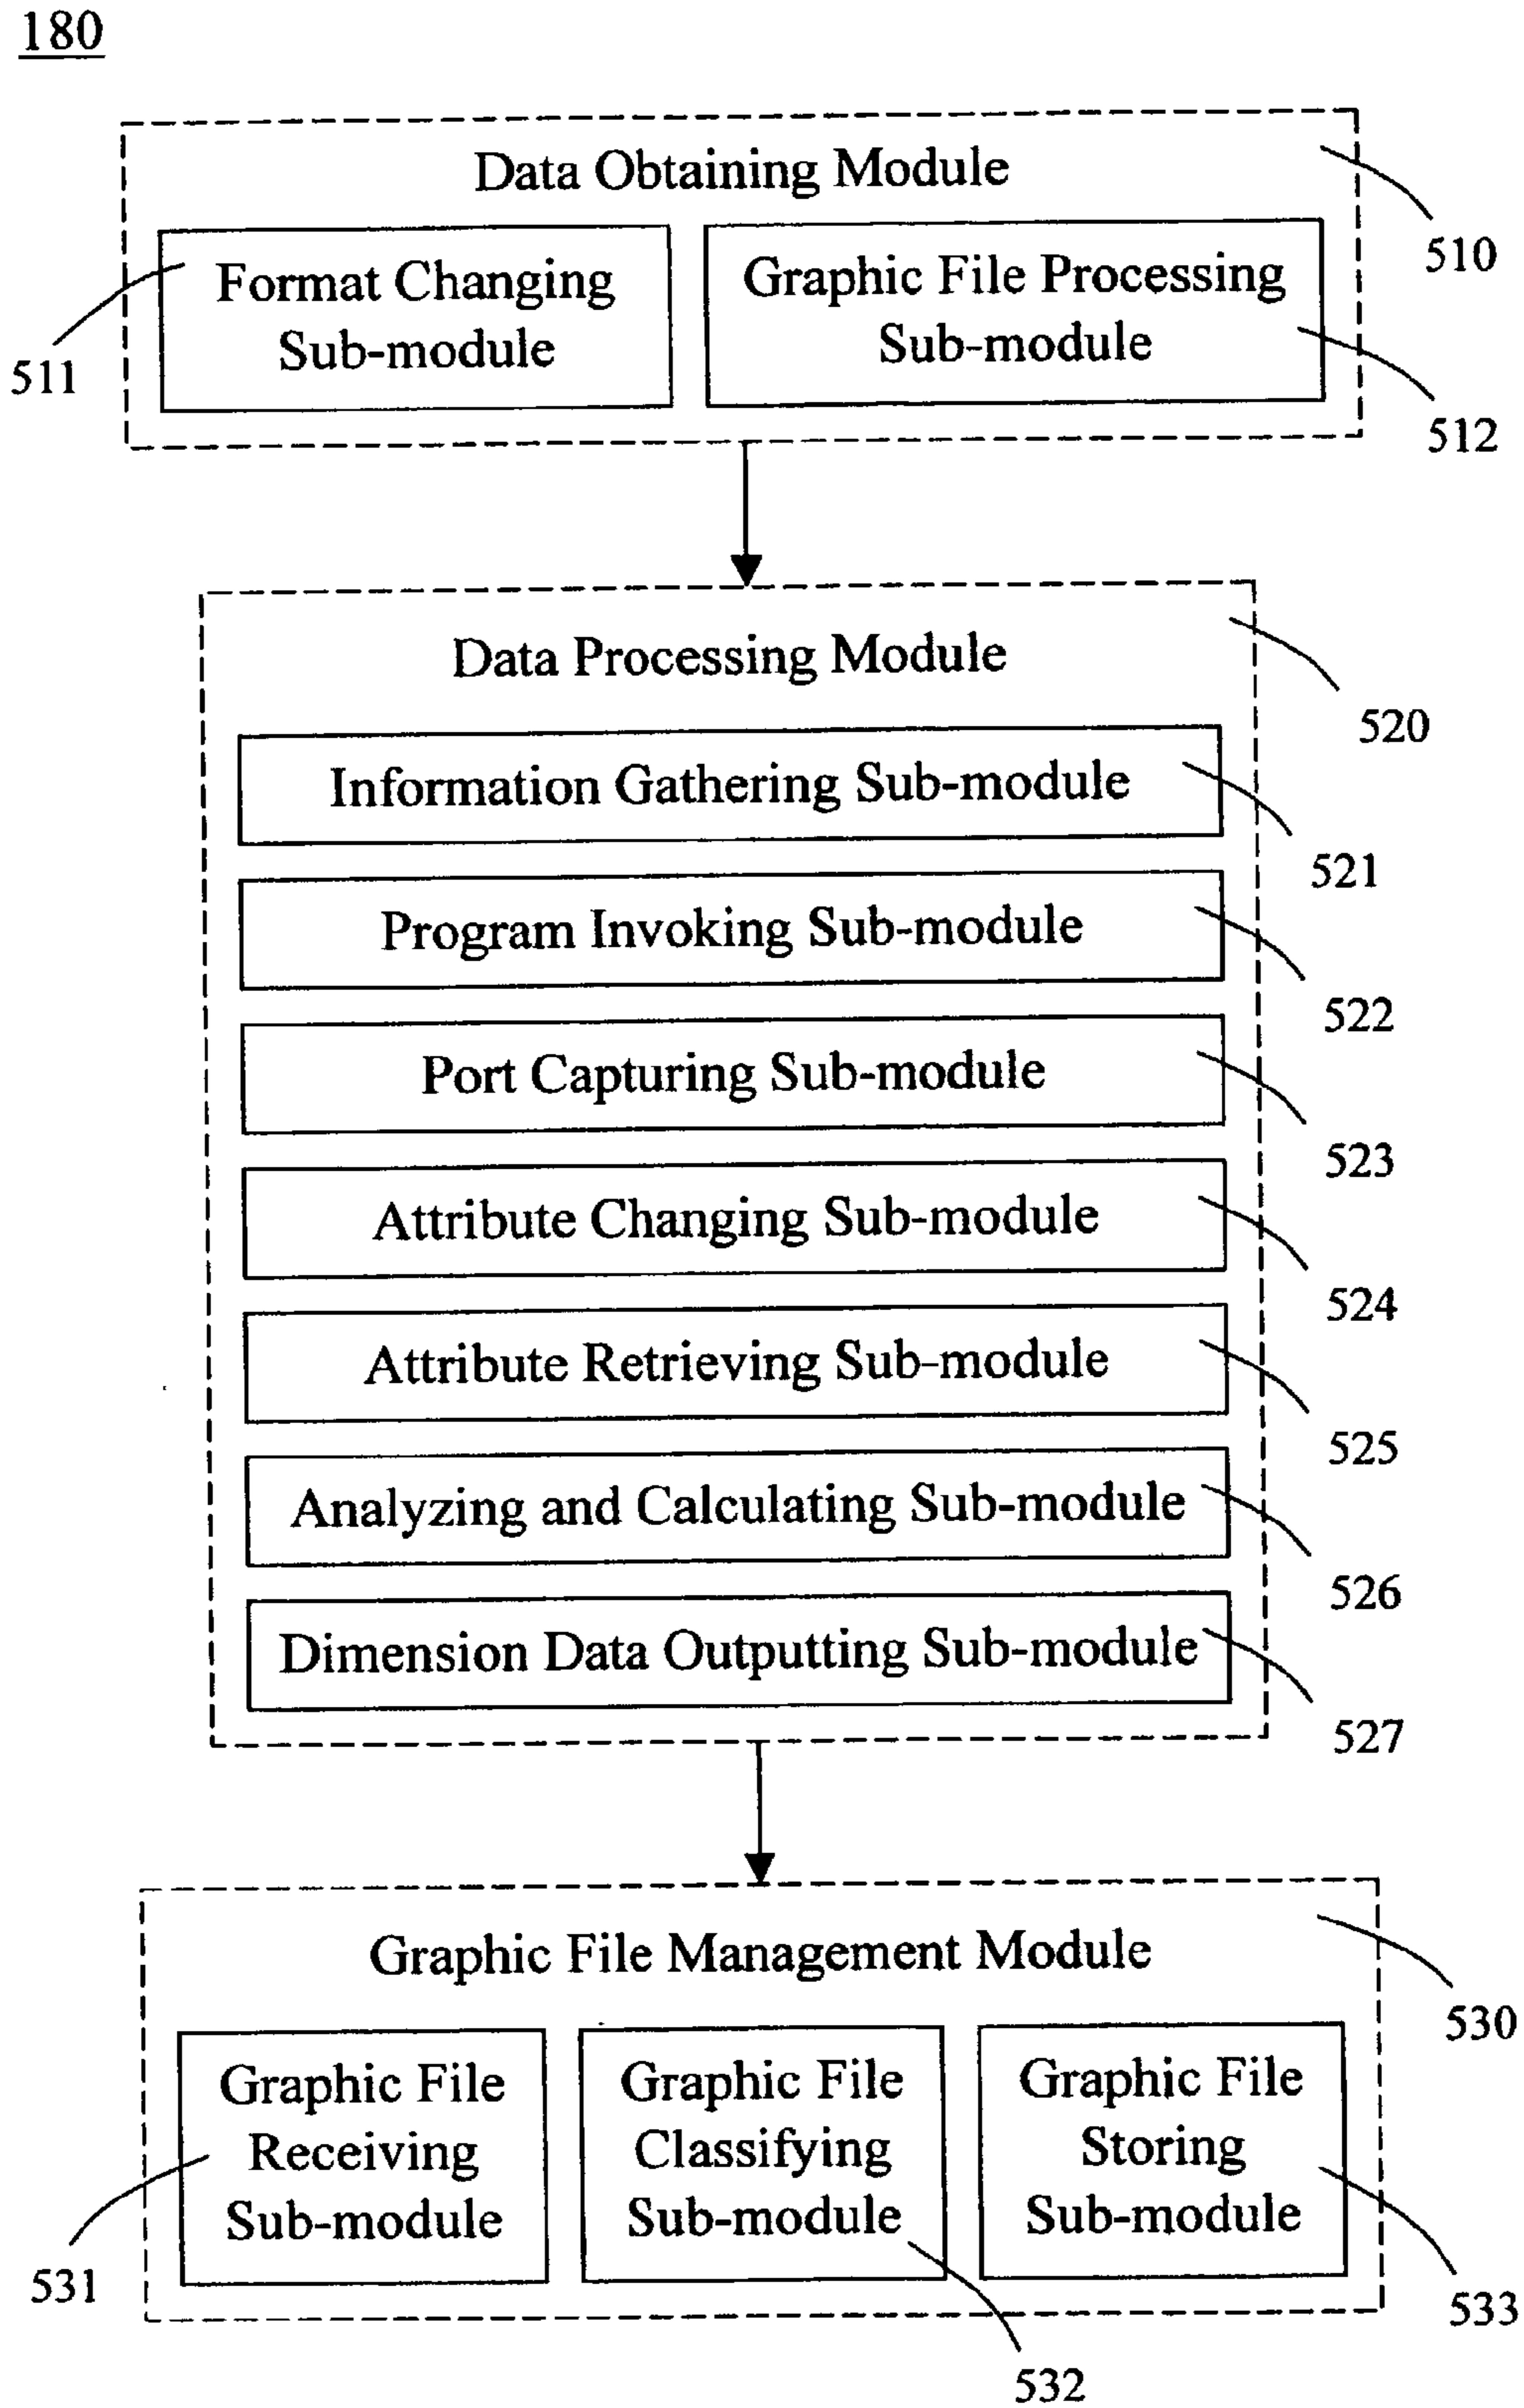 180
Data Obtaining Module
510
Format Changing
Sub-module
511
Graphic File Processing
Sub-module
512
Data Processing Module
520
Information Gathering Sub-module
521
Program Invoking Sub-module
522
Port Capturing Sub-module
523
Attribute Changing Sub-module
524
Attribute Retrieving Sub-module
525
Analyzing and Calculating Sub-module
526
Dimension Data Outputting Sub-module
527
Graphic File Management Module
530
Graphic File
Receiving
Sub-module
531
Graphic File
Classifying
Sub-module
532
Graphic File
Storing
Sub-module
533